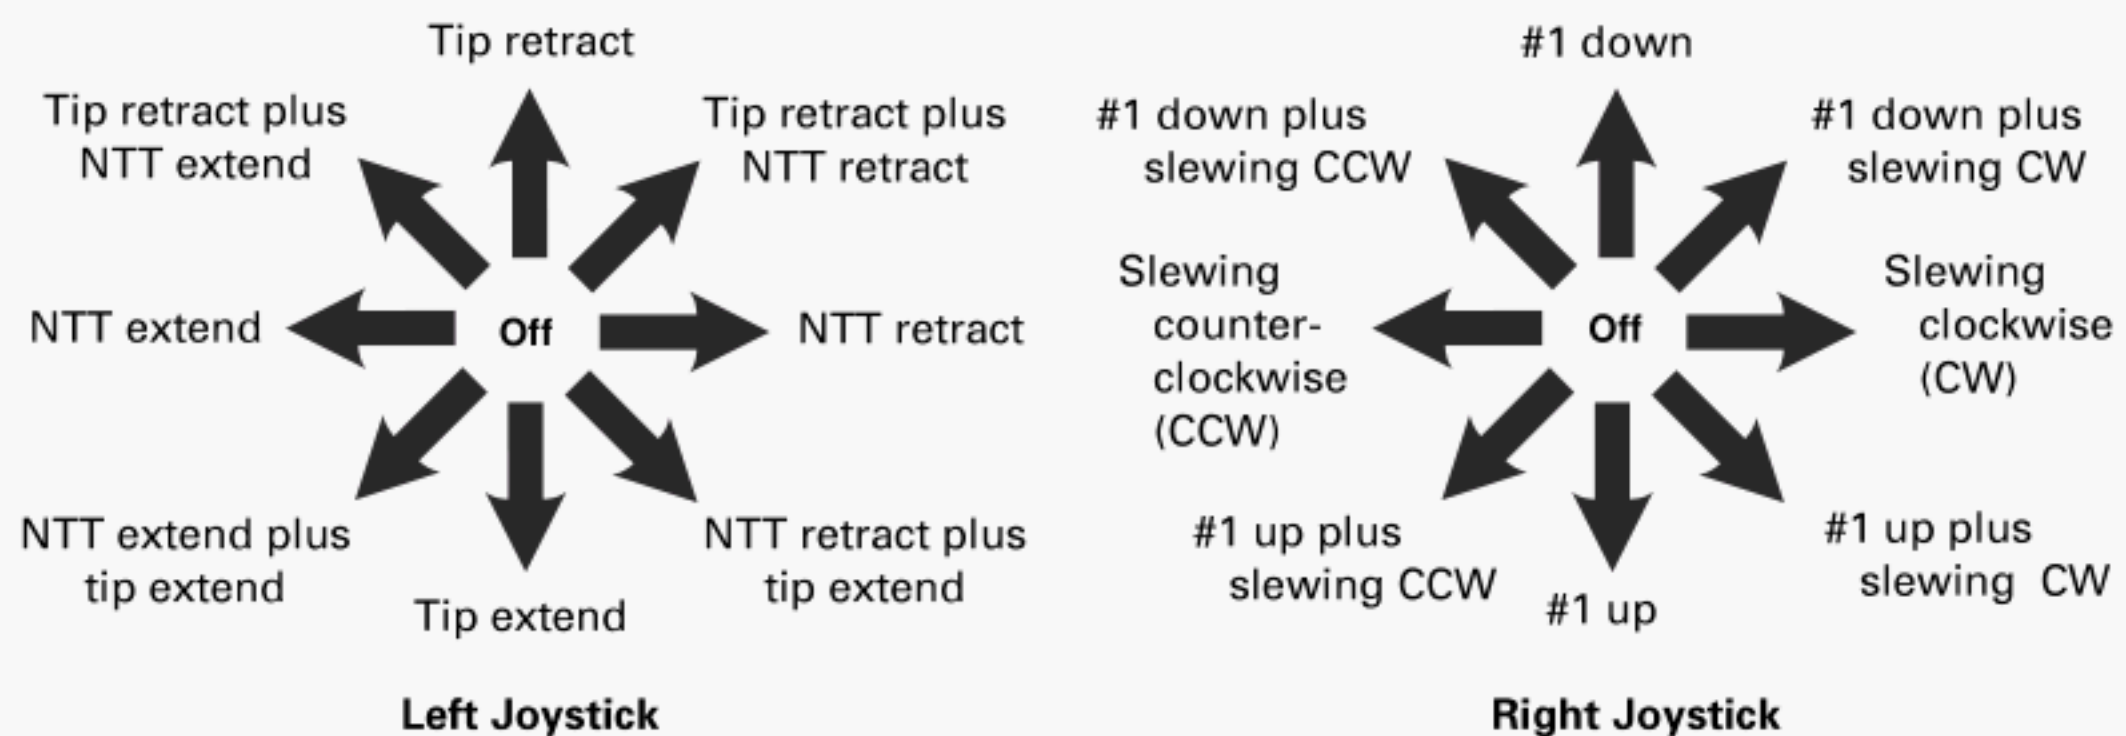 Tip retract
Tip retract plus
NTT extend
Tip retract plus
NTT retract
NTT extend
Off
NTT retract
NTT extend plus
tip extend
Tip extend
NTT retract plus
tip extend
Left Joystick
#1 down
#1 down plus
slewing CCW
#1 down plus
slewing CW
Slewing
counter-
clockwise
(CCW)
Off
Slewing
clockwise
(CW)
#1 up plus
slewing CCW
#1 up
#1 up plus
slewing CW
Right Joystick